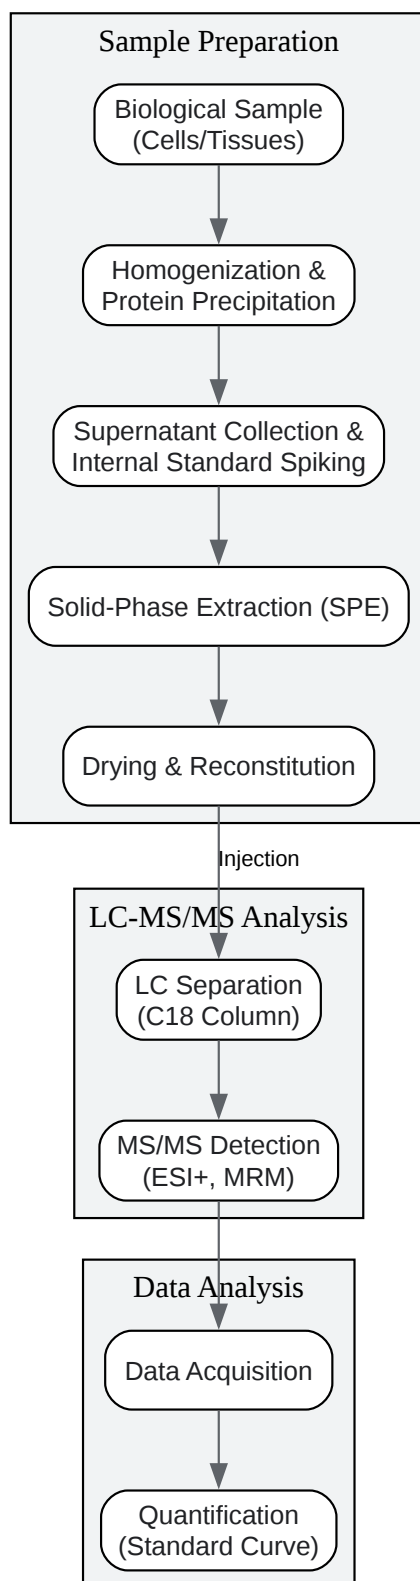 Sample Preparation
Biological Sample
(Cells/Tissues)
Homogenization &
Protein Precipitation
Supernatant Collection &
Internal Standard Spiking
Solid-Phase Extraction (SPE)
Drying & Reconstitution
Injection
LC-MS/MS Analysis
LC Separation
(C18 Column)
MS/MS Detection
(ESI+, MRM)
Data Analysis
Data Acquisition
Quantification
(Standard Curve)